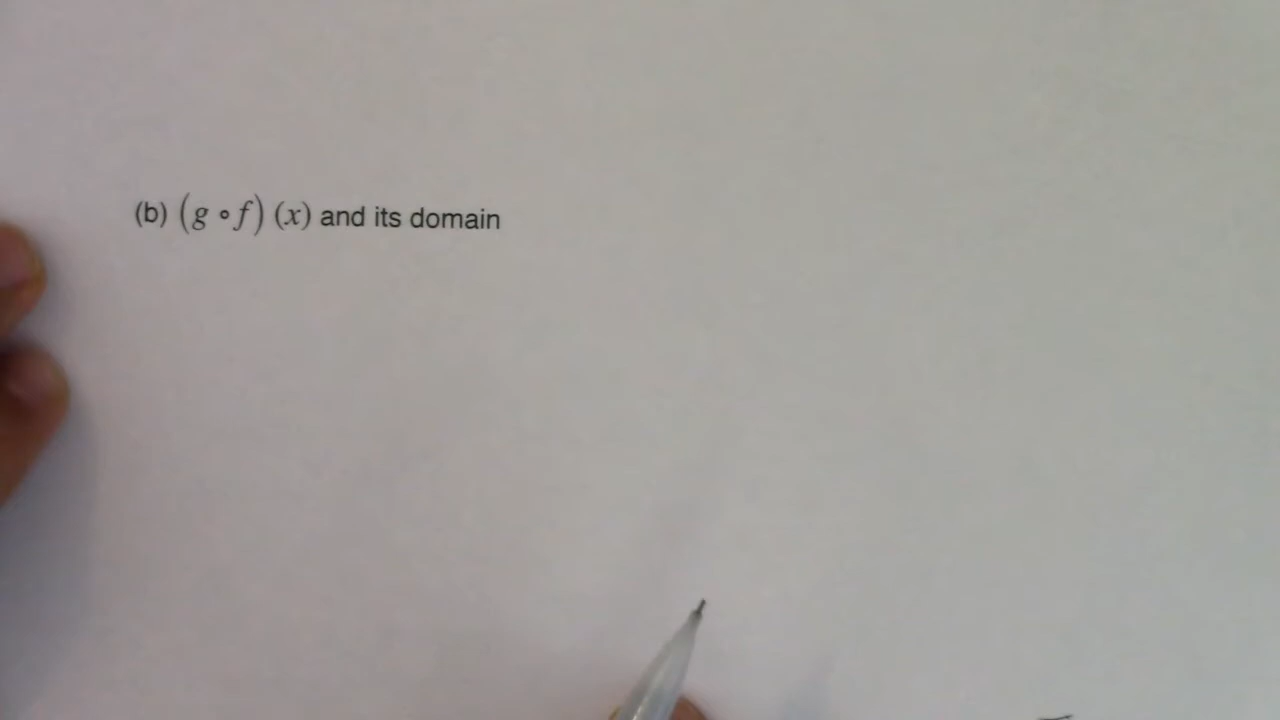 (b) (g ∘ f) (x) and its domain